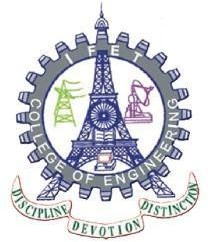 IFET
COLLEGE OF ENGINEERING
DISCIPLINE
DEVOTION
DISTINCTION